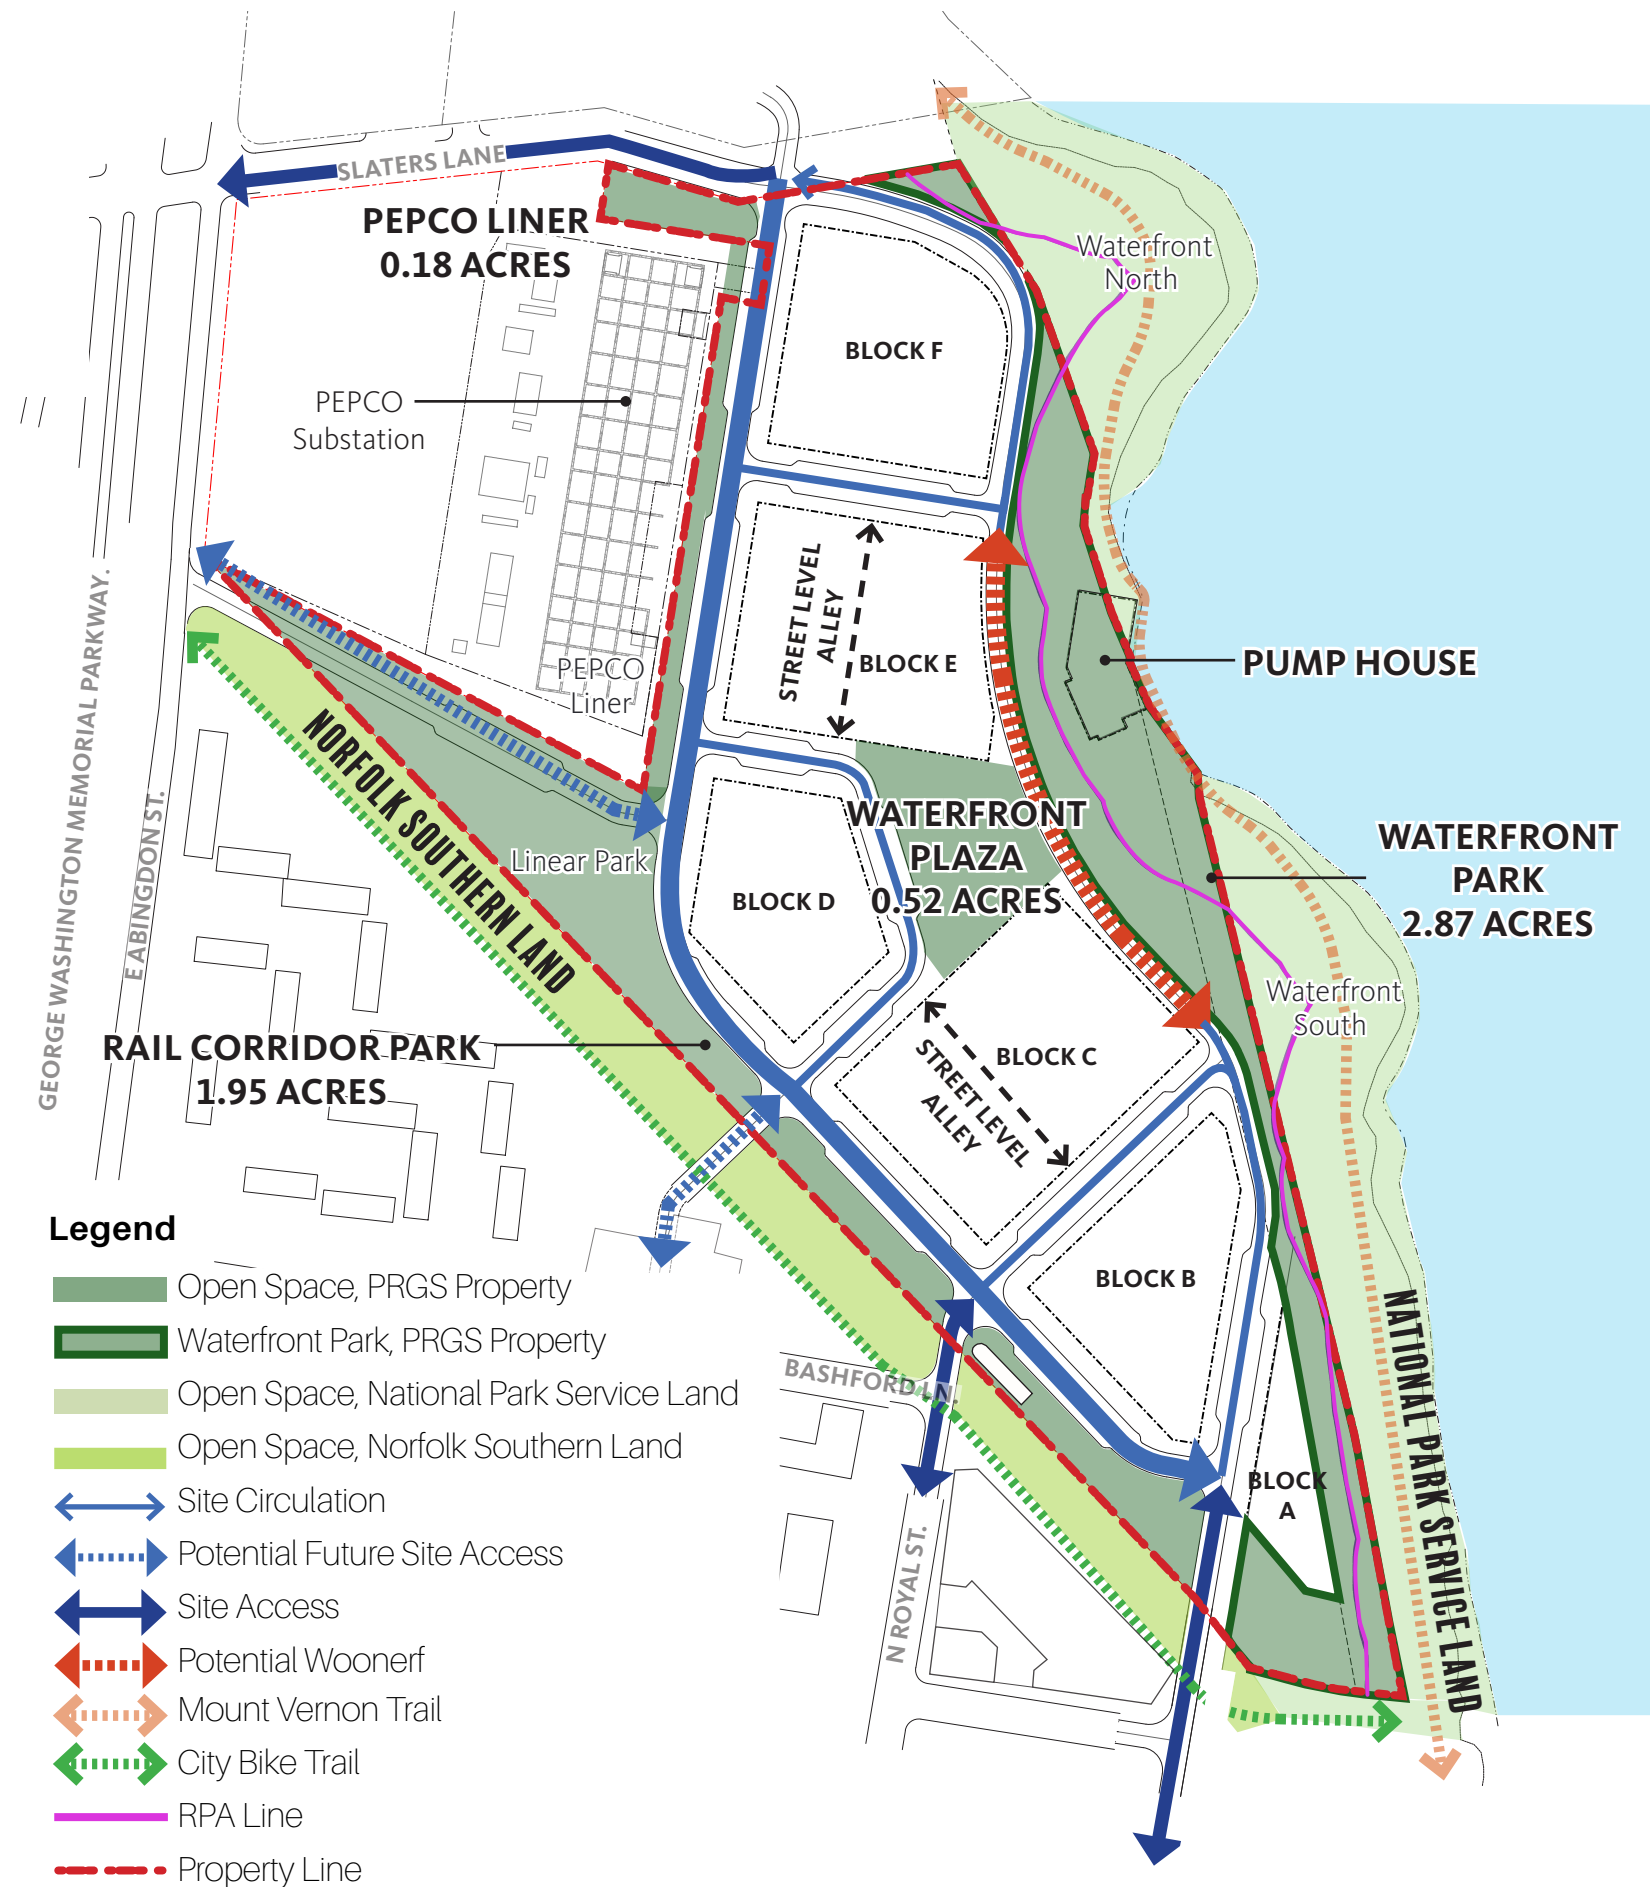 SLATERS LANE
PEPCO LINER
0.18 ACRES
Waterfront
North
BLOCK F
PEPCO
Substation
STREET LEVEL
ALLEY
BLOCK E
PEPCO
Liner
PUMP HOUSE
GEORGE WASHINGTON MEMORIAL PARKWAY.
E ABINGDON ST.
NORFOLK SOUTHERN LAND
Linear Park
WATERFRONT
PLAZA
0.52 ACRES
WATERFRONT
PARK
2.87 ACRES
BLOCK D
Waterfront
South
RAIL CORRIDOR PARK
1.95 ACRES
BLOCK C
STREET LEVEL
ALLEY
BLOCK B
BASHFORD LN.
N ROYAL ST.
BLOCK
A
NATIONAL PARK SERVICE LAND
Legend
Open Space, PRGS Property
Waterfront Park, PRGS Property
Open Space, National Park Service Land
Open Space, Norfolk Southern Land
Site Circulation
Potential Future Site Access
Site Access
Potential Woonerf
Mount Vernon Trail
City Bike Trail
RPA Line
Property Line